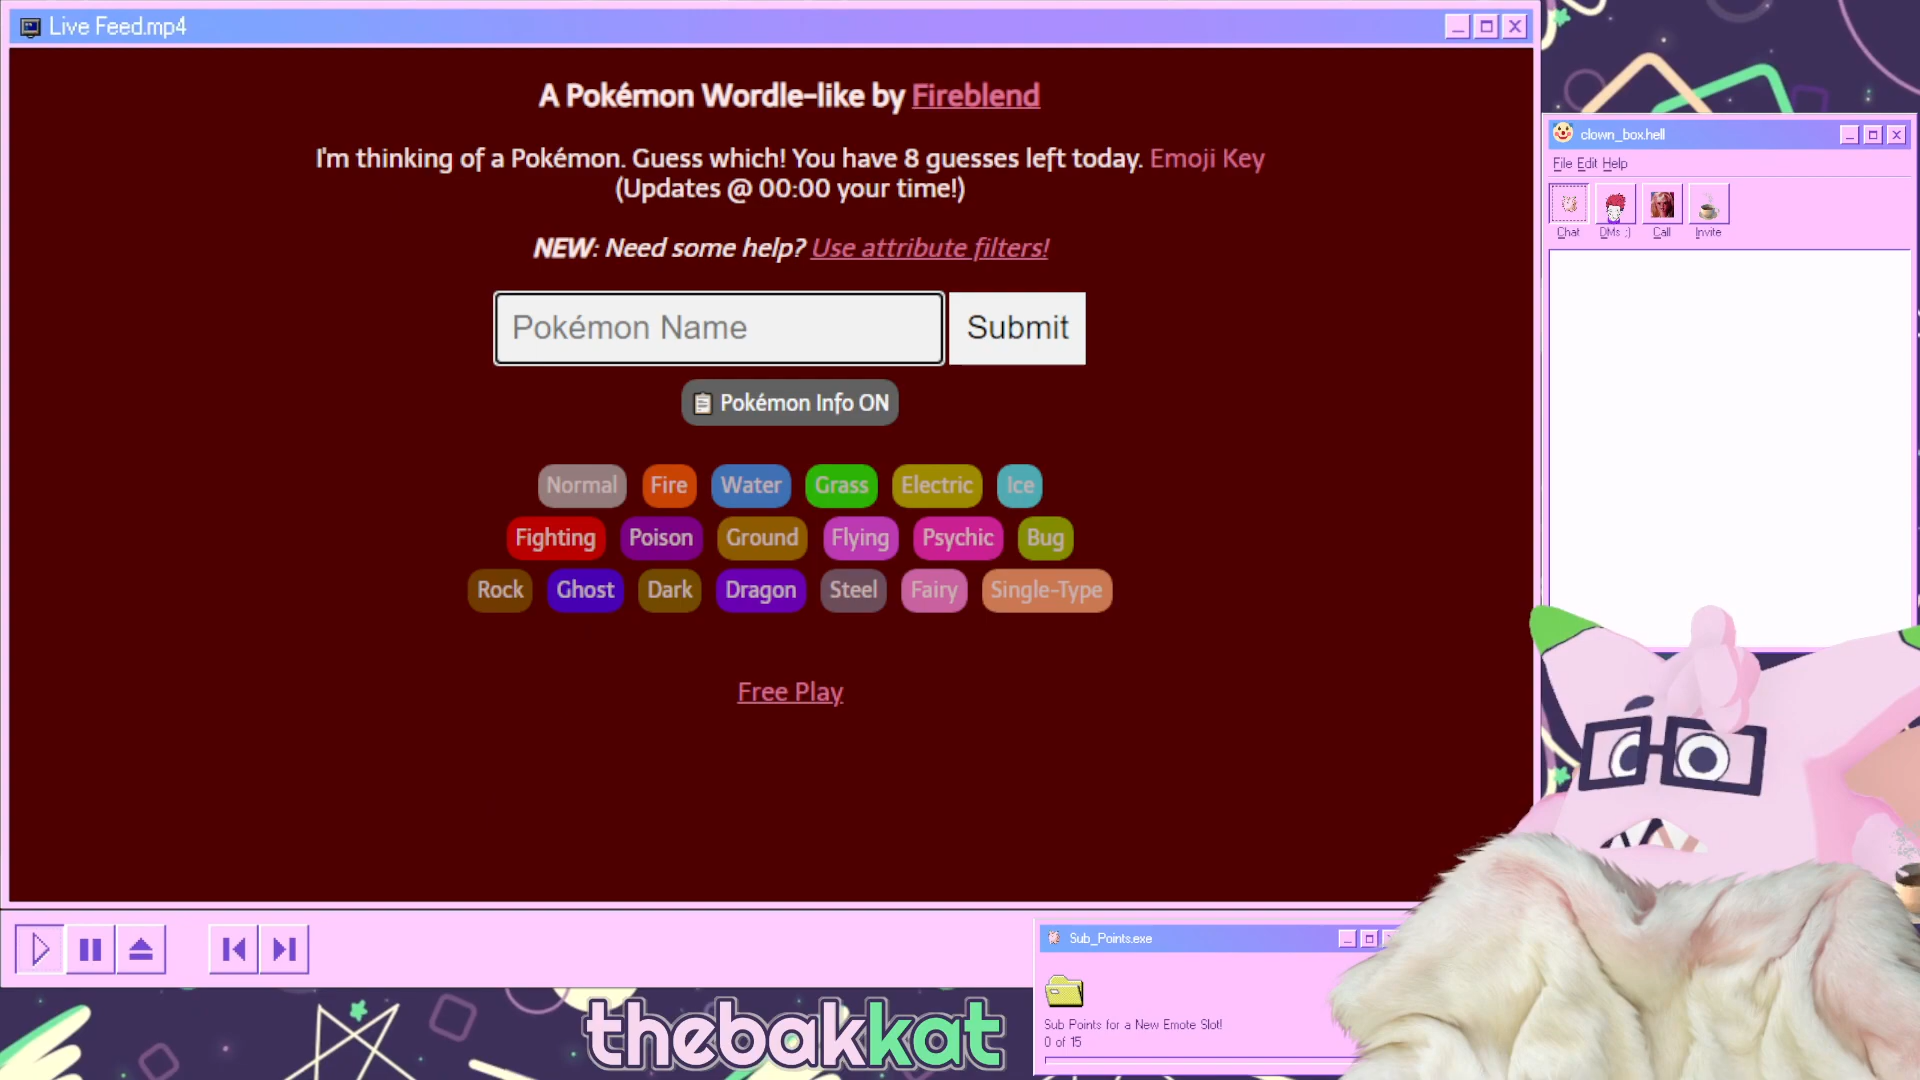 Live Feed.mp4
A Pokémon Wordle-like by Fireblend
I'm thinking of a Pokémon. Guess which! You have 8 guesses left today. Emoji Key
(Updates @ 00:00 your time!)
NEW: Need some help? Use attribute filters!
Pokémon Name
Submit
Pokémon Info ON
Normal Fire Water Grass Electric Ice
Fighting Poison Ground Flying Psychic Bug
Rock Ghost Dark Dragon Steel Fairy Single-Type
Free Play
clown_box.hell
File Edit Help
Chat DMs ;) Call Invite
Sub_Points.exe
Sub Points for a New Emote Slot!
0 of 15
thebakkat